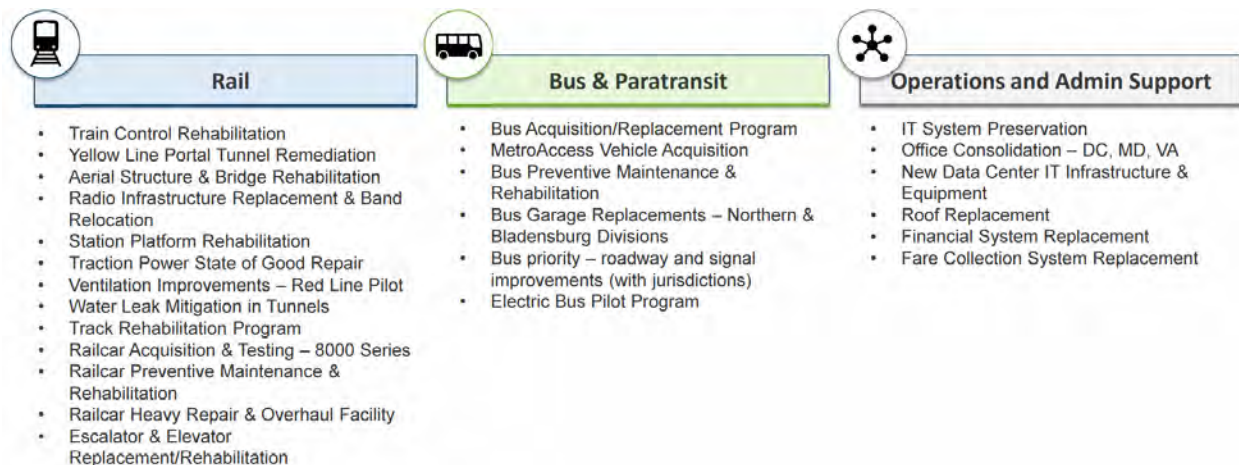 Rail
• Train Control Rehabilitation
• Yellow Line Portal Tunnel Remediation
• Aerial Structure & Bridge Rehabilitation
• Radio Infrastructure Replacement & Band
Relocation
• Station Platform Rehabilitation
• Traction Power State of Good Repair
• Ventilation Improvements – Red Line Pilot
• Water Leak Mitigation in Tunnels
• Track Rehabilitation Program
• Railcar Acquisition & Testing – 8000 Series
• Railcar Preventive Maintenance &
Rehabilitation
• Railcar Heavy Repair & Overhaul Facility
• Escalator & Elevator
Replacement/Rehabilitation
Bus & Paratransit
• Bus Acquisition/Replacement Program
• MetroAccess Vehicle Acquisition
• Bus Preventive Maintenance &
Rehabilitation
• Bus Garage Replacements – Northern &
Bladensburg Divisions
• Bus priority – roadway and signal
improvements (with jurisdictions)
• Electric Bus Pilot Program
Operations and Admin Support
• IT System Preservation
• Office Consolidation – DC, MD, VA
• New Data Center IT Infrastructure &
Equipment
• Roof Replacement
• Financial System Replacement
• Fare Collection System Replacement